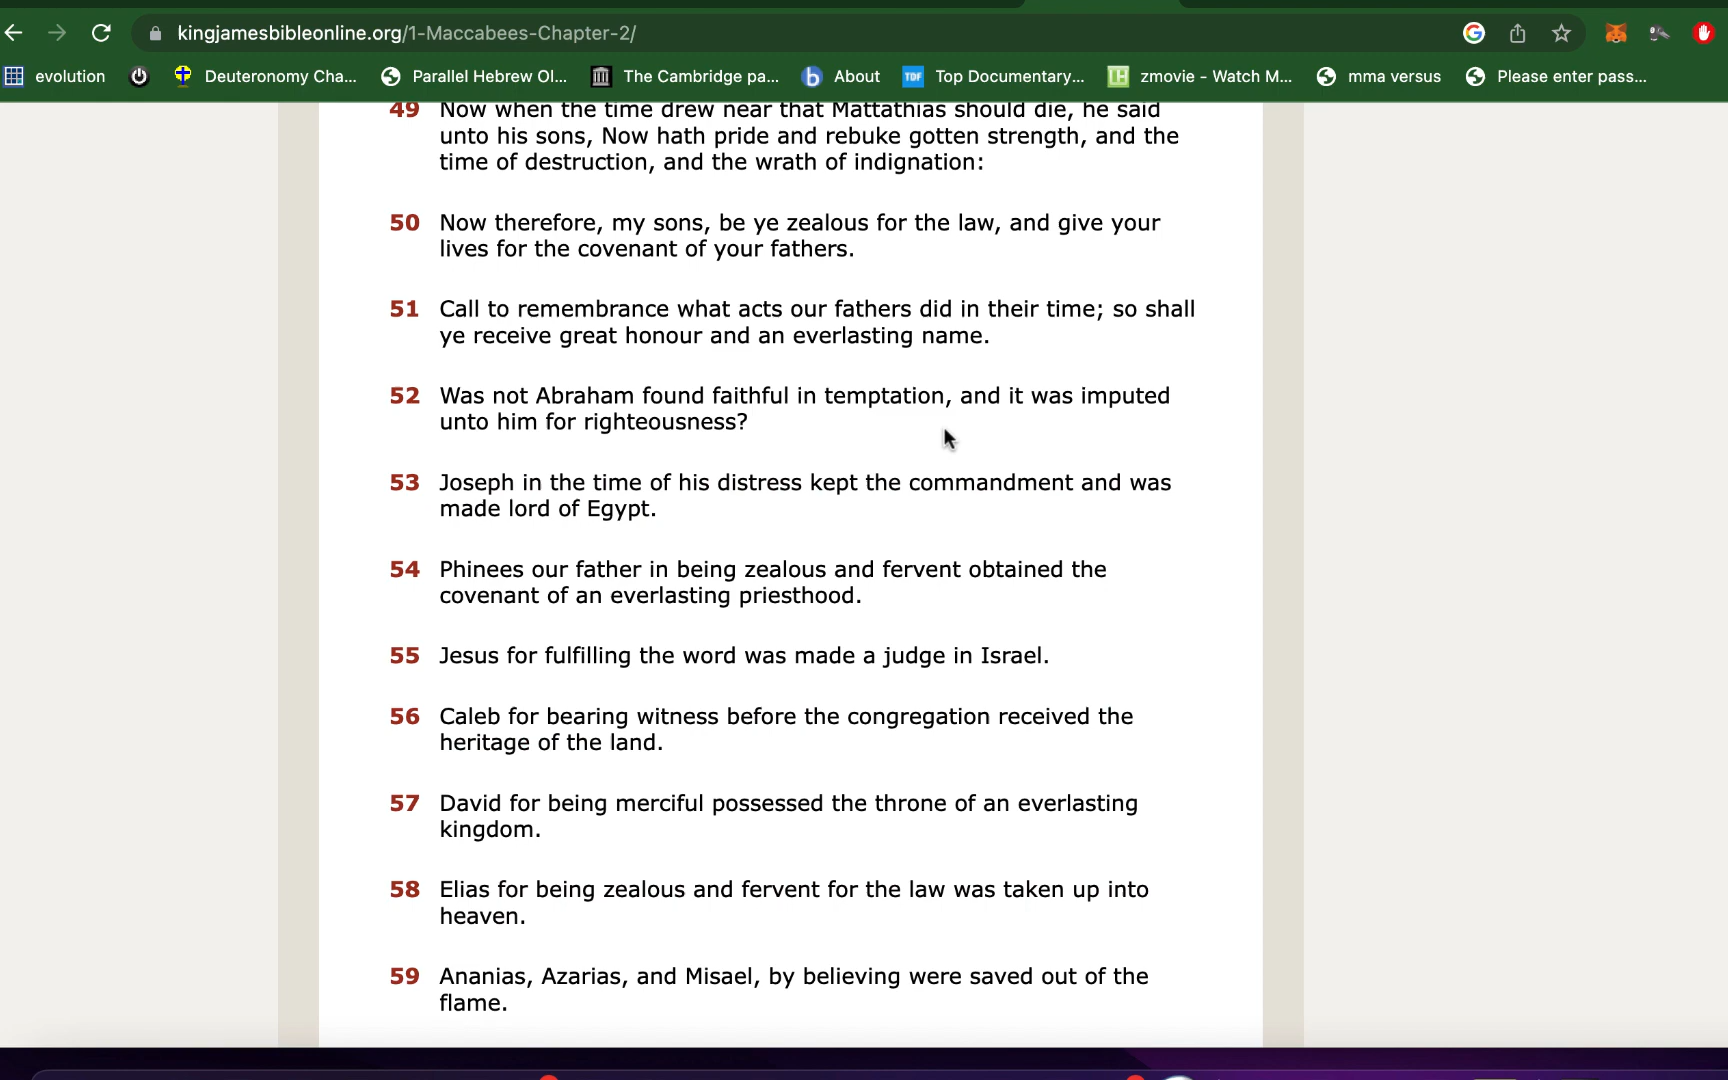 kingjamesbibleonline.org/1-Maccabees-Chapter-2/
evolution Deuteronomy Cha... Parallel Hebrew Ol... The Cambridge pa... About TDF Top Documentary... zmovie - Watch M... mma versus Please enter pass...
49 Now when the time drew near that Mattathias should die, he said
unto his sons, Now hath pride and rebuke gotten strength, and the
time of destruction, and the wrath of indignation:
50 Now therefore, my sons, be ye zealous for the law, and give your
lives for the covenant of your fathers.
51 Call to remembrance what acts our fathers did in their time; so shall
ye receive great honour and an everlasting name.
52 Was not Abraham found faithful in temptation, and it was imputed
unto him for righteousness?
53 Joseph in the time of his distress kept the commandment and was
made lord of Egypt.
54 Phinees our father in being zealous and fervent obtained the
covenant of an everlasting priesthood.
55 Jesus for fulfilling the word was made a judge in Israel.
56 Caleb for bearing witness before the congregation received the
heritage of the land.
57 David for being merciful possessed the throne of an everlasting
kingdom.
58 Elias for being zealous and fervent for the law was taken up into
heaven.
59 Ananias, Azarias, and Misael, by believing were saved out of the
flame.